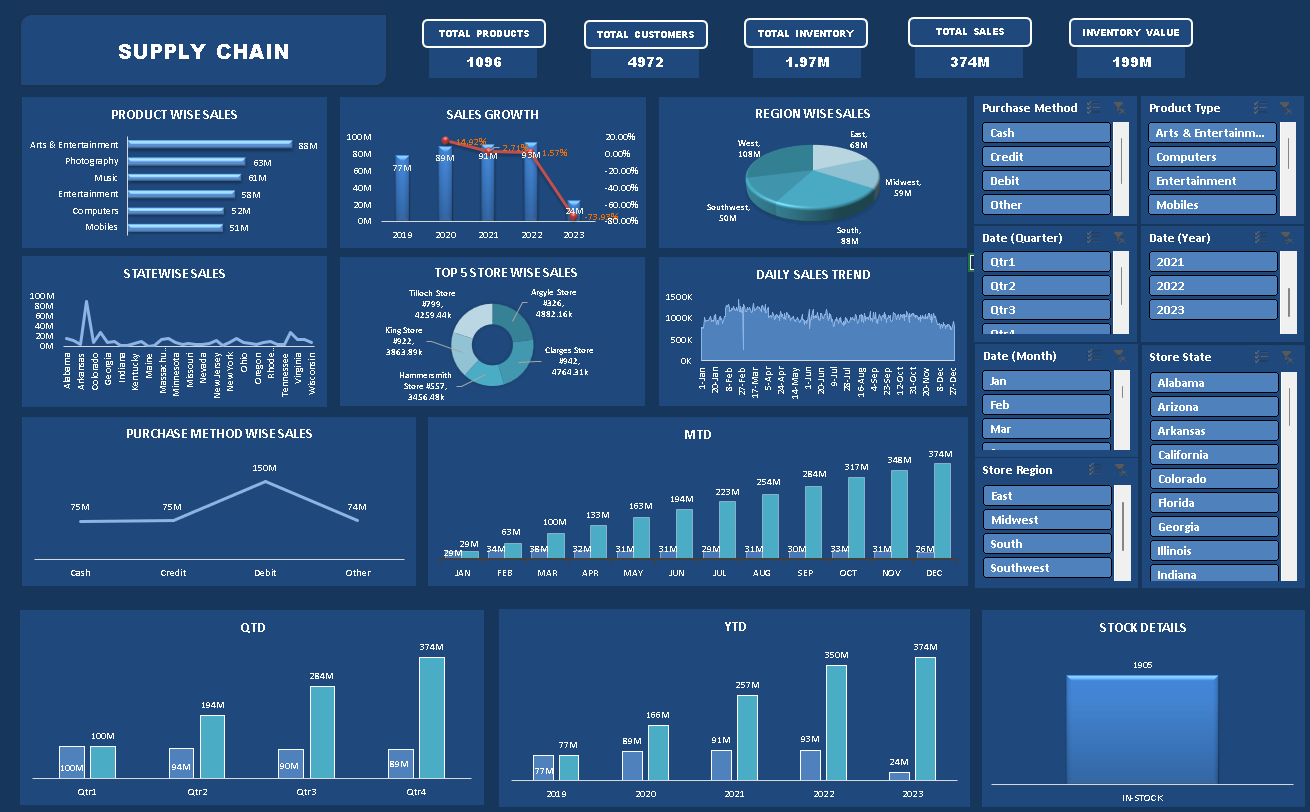 SUPPLY CHAIN
TOTAL PRODUCTS
1096
TOTAL CUSTOMERS
4972
TOTAL INVENTORY
1.97M
TOTAL SALES
374M
INVENTORY VALUE
199M
PRODUCT WISE SALES
Arts & Entertainment
88M
Photography
63M
Music
61M
Entertainment
58M
Computers
52M
Mobiles
51M
SALES GROWTH
100M
80M
60M
40M
20M
0M
20.00%
0.00%
-20.00%
-40.00%
-60.00%
-80.00%
77M
89M
91M
93M
24M
14.92%
2.71%
1.57%
-73.93%
2019
2020
2021
2022
2023
REGION WISE SALES
East,
68M
West,
108M
Midwest,
59M
Southwest,
50M
South,
88M
STATEWISE SALES
100M
80M
60M
40M
20M
0M
Alabama
Arkansas
Colorado
Georgia
Indiana
Kentucky
Maine
Massachu…
Minnesota
Missouri
Nevada
New Jersey
New York
Ohio
Oregon
Rhode…
Tennessee
Virginia
Wisconsin
TOP 5 STORE WISE SALES
Tilloch Store
#799,
4259.44k
Argyle Store
#326,
4882.16k
King Store
#922,
3863.89k
Clarges Store
#942,
4764.31k
Hammersmith
Store #557,
3456.48k
DAILY SALES TREND
1500K
1000K
500K
0K
1-Jan
20-Jan
8-Feb
27-Feb
17-Mar
5-Apr
24-Apr
14-May
1-Jun
20-Jun
9-Jul
28-Jul
16-Aug
4-Sep
23-Sep
12-Oct
31-Oct
20-Nov
8-Dec
27-Dec
PURCHASE METHOD WISE SALES
75M
75M
150M
74M
Cash
Credit
Debit
Other
MTD
29M
63M
100M
133M
163M
194M
223M
254M
284M
317M
348M
374M
29M
34M
38M
32M
31M
31M
29M
31M
30M
33M
31M
26M
JAN
FEB
MAR
APR
MAY
JUN
JUL
AUG
SEP
OCT
NOV
DEC
Purchase Method
Cash
Credit
Debit
Other
Product Type
Arts & Entertainm...
Computers
Entertainment
Mobiles
Date (Quarter)
Qtr1
Qtr2
Qtr3
Qtr4
Date (Year)
2021
2022
2023
Date (Month)
Jan
Feb
Mar
Store State
Alabama
Arizona
Arkansas
California
Colorado
Florida
Georgia
Illinois
Indiana
Store Region
East
Midwest
South
Southwest
QTD
100M
100M
94M
194M
90M
284M
89M
374M
Qtr1
Qtr2
Qtr3
Qtr4
YTD
77M
77M
89M
166M
91M
257M
93M
350M
24M
374M
2019
2020
2021
2022
2023
STOCK DETAILS
1905
IN-STOCK